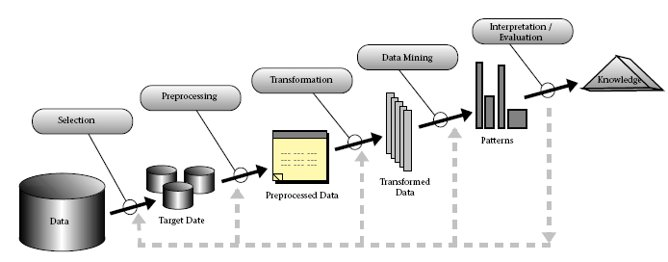 Interpretation /
Evaluation
Data Mining
Transformation
Preprocessing
Selection
Knowledge
Patterns
Transformed
Data
Preprocessed Data
Target Date
Data